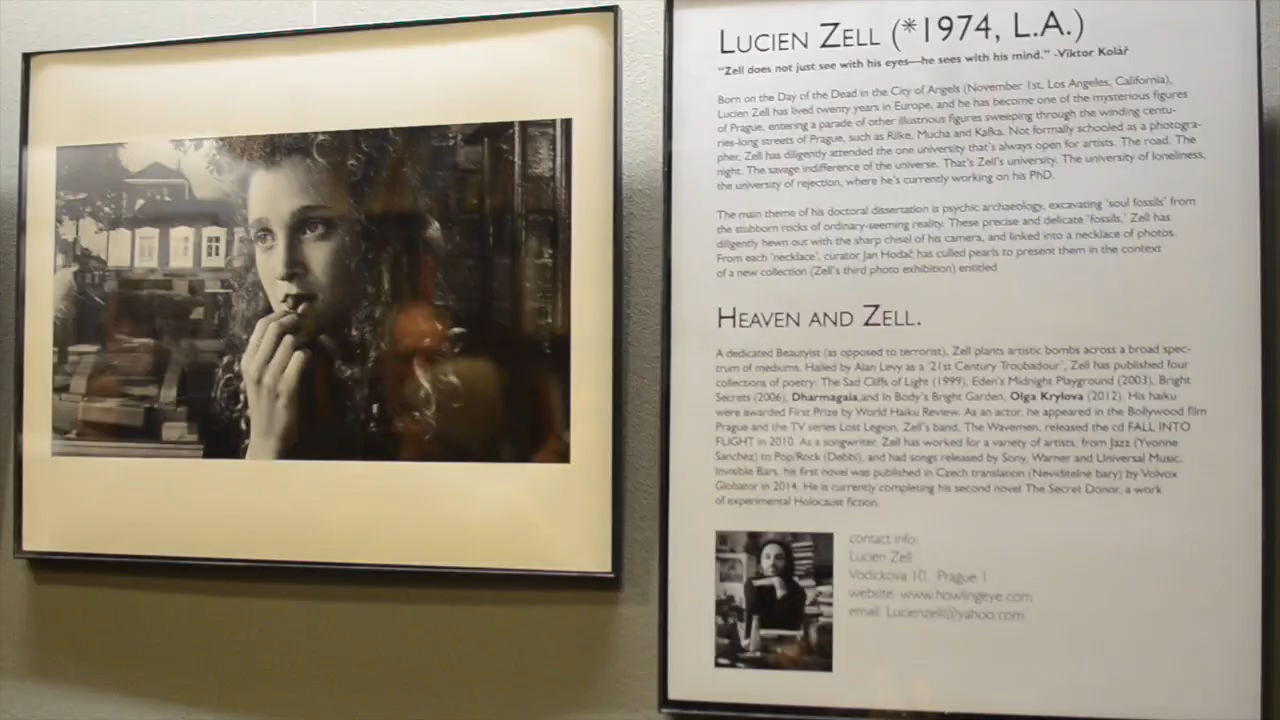 LUCIEN ZELL (*1974, L.A.)
“Zell does not just see with his eyes—he sees with his mind.” -Viktor Kolář
Born on the Day of the Dead in the City of Angels (November 1st, Los Angeles, California),
Lucien Zell has lived twenty years in Europe, and he has become one of the mysterious figures
of Prague, entering a parade of other illustrious figures sweeping through the winding centu-
ries-long streets of Prague, such as Rilke, Mucha and Kafka. Not formally schooled as a photogra-
pher, Zell has diligently attended the one university that's always open for artists. The road. The
night. The savage indifference of the universe. That's Zell's university. The university of loneliness,
the university of rejection, where he's currently working on his PhD.
The main theme of his doctoral dissertation is psychic archaeology, excavating 'soul fossils' from
the stubborn rocks of ordinary-seeming reality. These precise and delicate 'fossils,' Zell has
diligently hewn out with the sharp chisel of his camera, and linked into a necklace of photos.
From each 'necklace', curator Jan Hodač has culled pearls to present them in the context
of a new collection (Zell's third photo exhibition) entitled
HEAVEN AND ZELL.
A dedicated Beautyist (as opposed to terrorist), Zell plants artistic bombs across a broad spec-
trum of mediums. Hailed by Alan Levy as a '21st Century Troubadour', Zell has published four
collections of poetry: The Sad Cliffs of Light (1999), Eden's Midnight Playground (2003), Bright
Secrets (2006), Dharmagaia,and In Body's Bright Garden, Olga Krylova (2012). His haiku
were awarded First Prize by World Haiku Review. As an actor, he appeared in the Bollywood film
Prague and the TV series Lost Legion. Zell's band, The Wavemen, released the cd FALL INTO
FLIGHT in 2010. As a songwriter, Zell has worked for a variety of artists, from Jazz (Yvonne
Sanchez) to Pop/Rock (Debbi), and had songs released by Sony, Warner and Universal Music.
Invisible Bars, his first novel was published in Czech translation (Neviditelné bary) by Volvox
Globator in 2014. He is currently completing his second novel The Secret Donor, a work
of experimental Holocaust fiction.
contact info:
Lucien Zell
Vodickova 10, Prague 1
website: www.howlingeye.com
email: Lucienzell@yahoo.com